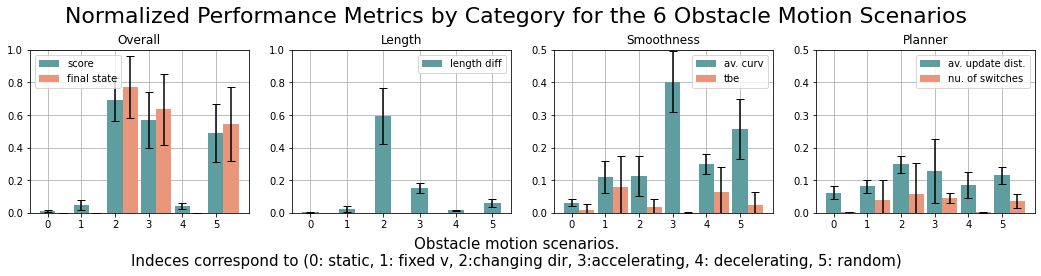 Normalized Performance Metrics by Category for the 6 Obstacle Motion Scenarios
Overall
Length
Smoothness
Planner
1.0
0.8
0.6
0.4
0.2
0.0
score
final state
0 1 2 3 4 5
1.0
0.8
0.6
0.4
0.2
0.0
length diff
0 1 2 3 4 5
0.5
0.4
0.3
0.2
0.1
0.0
av. curv
tbe
0 1 2 3 4 5
0.5
0.4
0.3
0.2
0.1
0.0
av. update dist.
nu. of switches
0 1 2 3 4 5
Obstacle motion scenarios.
Indeces correspond to (0: static, 1: fixed v, 2:changing dir, 3:accelerating, 4: decelerating, 5: random)